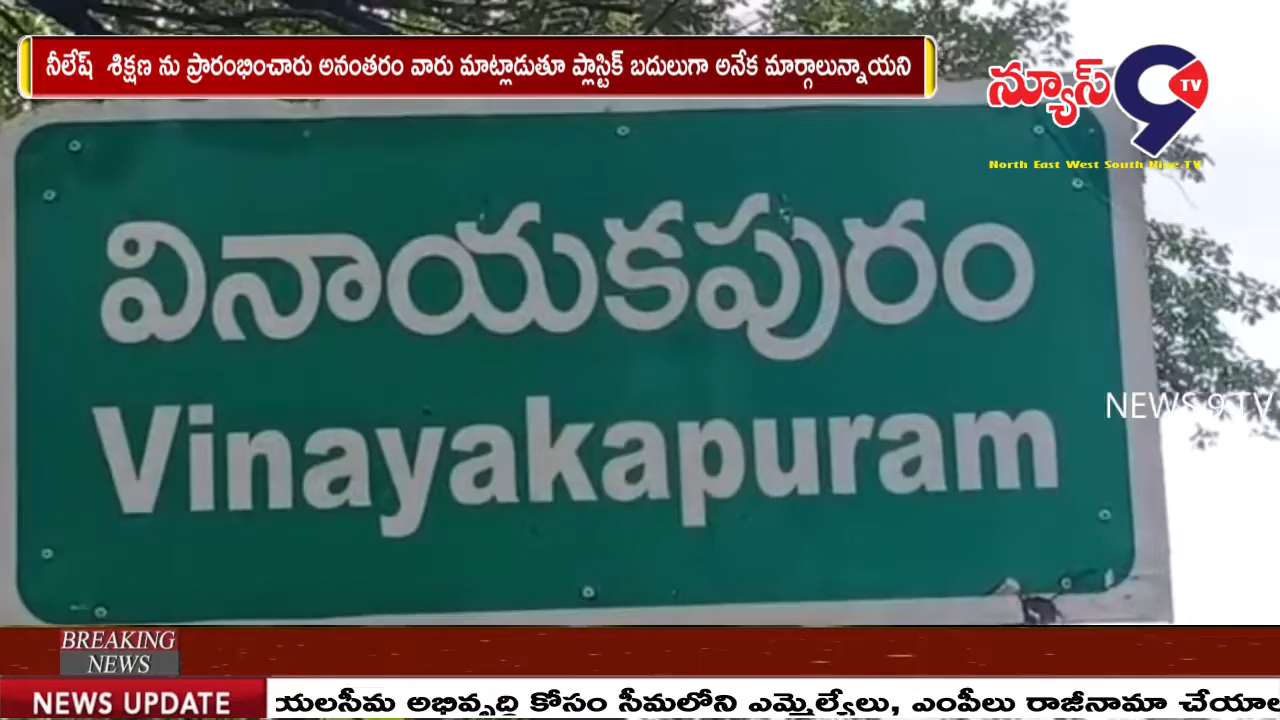 నీలేష్ శిక్షణ ను ప్రారంభించారు అనంతరం వారు మాట్లాడుతూ ప్లాస్టిక్ బదులుగా అనేక మార్గాలున్నాయని
న్యూస్ 9 TV
North East West South Nine TV
వినాయకపురం
Vinayakapuram
NEWS 9 TV
BREAKING
NEWS
NEWS UPDATE
యలసీమ అభివృద్ది కోసం సీమలోని ఎమ్మెల్వేలు, ఎంపీలు రాజీనామా చేయాల